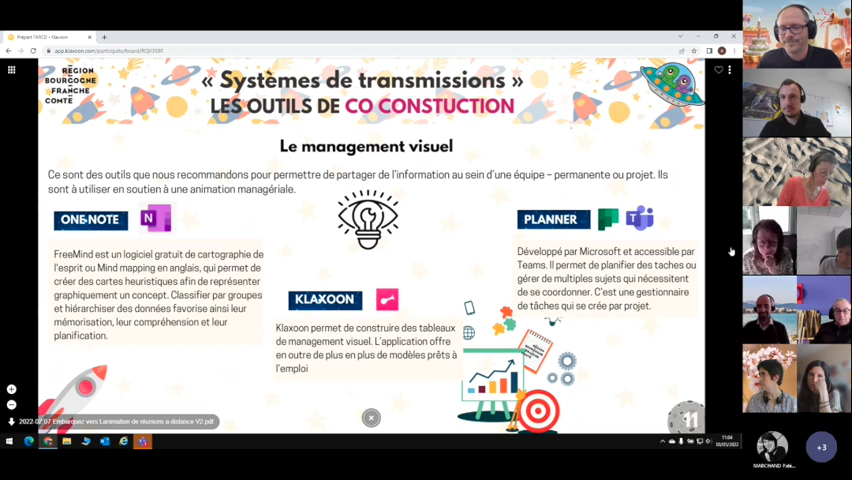 Prépart l'ARCD • Klaxoon
app.klaxoon.com/participate/board/
RÉGION
BOURGOGNE
FRANCHE
COMTÉ
« Systèmes de transmissions »
LES OUTILS DE CO CONSTUCTION
Le management visuel
Ce sont des outils que nous recommandons pour permettre de partager de l'information au sein d'une équipe – permanente ou projet. Ils
sont à utiliser en soutien à une animation managériale.
ONE-NOTE
N
FreeMind est un logiciel gratuit de cartographie de
l'esprit ou Mind mapping en anglais, qui permet de
créer des cartes heuristiques afin de représenter
graphiquement un concept. Classifier par groupes
et hiérarchiser des données favorise ainsi leur
mémorisation, leur compréhension et leur
planification.
KLAXOON
Klaxoon permet de construire des tableaux
de management visuel. L'application offre
en outre de plus en plus de modèles prêts à
l'emploi
PLANNER
Développé par Microsoft et accessible par
Teams. Il permet de planifier des taches ou
gérer de multiples sujets qui nécessitent
de se coordonner. C'est une gestionnaire
de tâches qui se crée par projet.
2022-02-07 Embarquez vers Lanimation de réunions a distance V2.pdf
11
11:04
MARCHAND Fabi...
+3